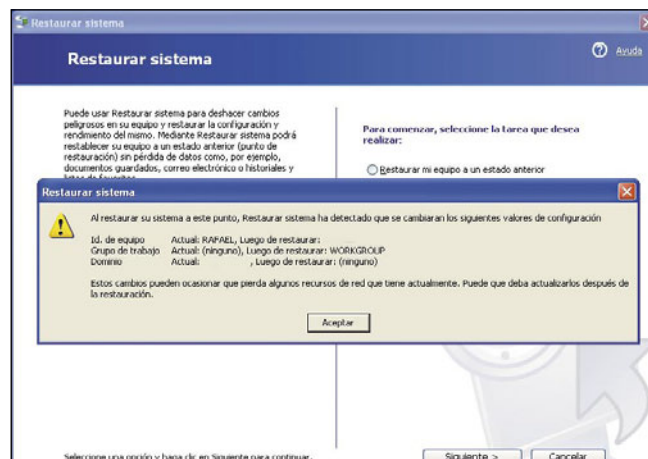 Restaurar sistema
Restaurar sistema
Ayuda
Puede usar Restaurar sistema para deshacer cambios
peligrosos en su equipo y restaurar la configuración y
rendimiento del mismo. Mediante Restaurar sistema podrá
restablecer su equipo a un estado anterior (punto de
restauración) sin pérdida de datos como, por ejemplo,
documentos guardados, correo electrónico o historiales y
Para comenzar, seleccione la tarea que desea
realizar:
Restaurar mi equipo a un estado anterior
Restaurar sistema
Al restaurar su sistema a este punto, Restaurar sistema ha detectado que se cambiaran los siguientes valores de configuración
Id. de equipo Actual: RAFAEL, Luego de restaurar:
Grupo de trabajo Actual: (ninguno), Luego de restaurar: WORKGROUP
Dominio Actual: , Luego de restaurar: (ninguno)
Estos cambios pueden ocasionar que pierda algunos recursos de red que tiene actualmente. Puede que deba actualizarlos después de
la restauración.
Aceptar
Seleccione una opción y haga clic en Siguiente para continuar.
Siguiente >
Cancelar